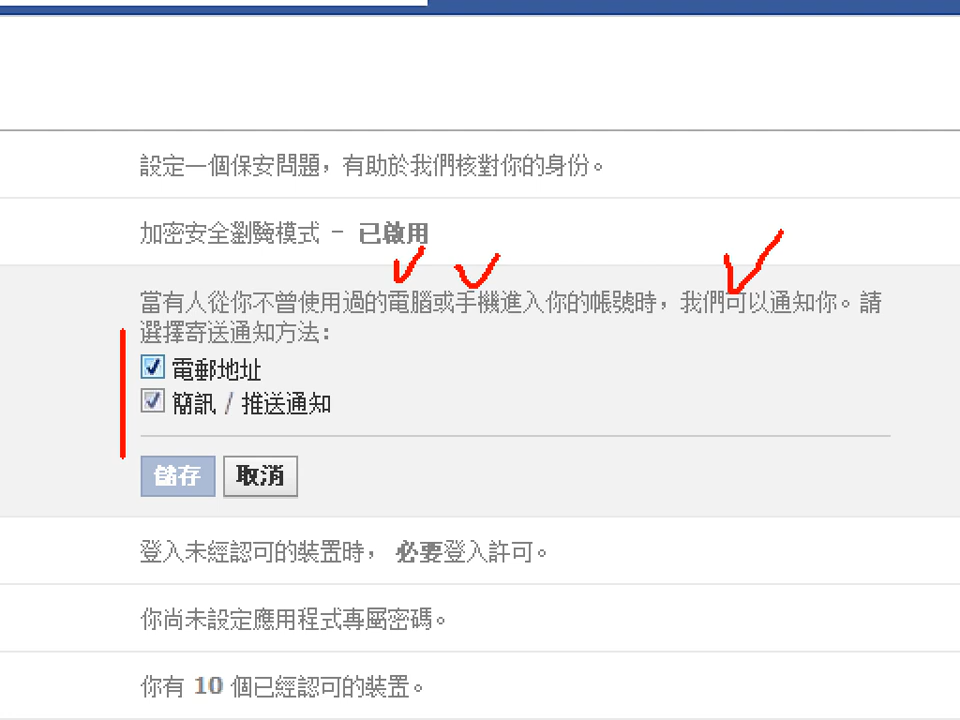 設定一個保安問題，有助於我們核對你的身份。
加密安全瀏覽模式 - 已啟用
當有人從你不曾使用過的電腦或手機進入你的帳號時，我們可以通知你。請
選擇寄送通知方法：
電郵地址
簡訊 / 推送通知
儲存 取消
登入未經認可的裝置時， 必要登入許可。
你尚未設定應用程式專屬密碼。
你有 10 個已經認可的裝置。